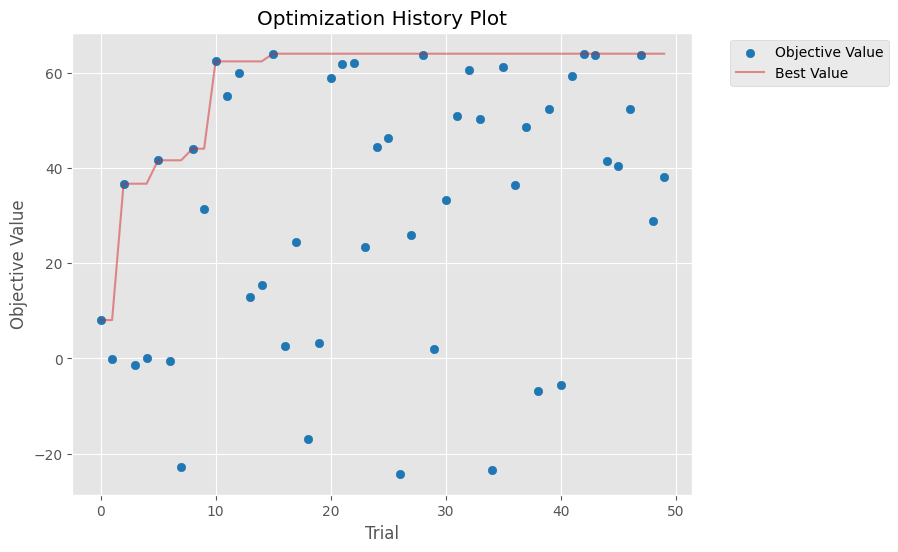 Optimization History Plot
Objective Value
Best Value
Objective Value
60
40
20
0
−20
0 10 20 30 40 50
Trial